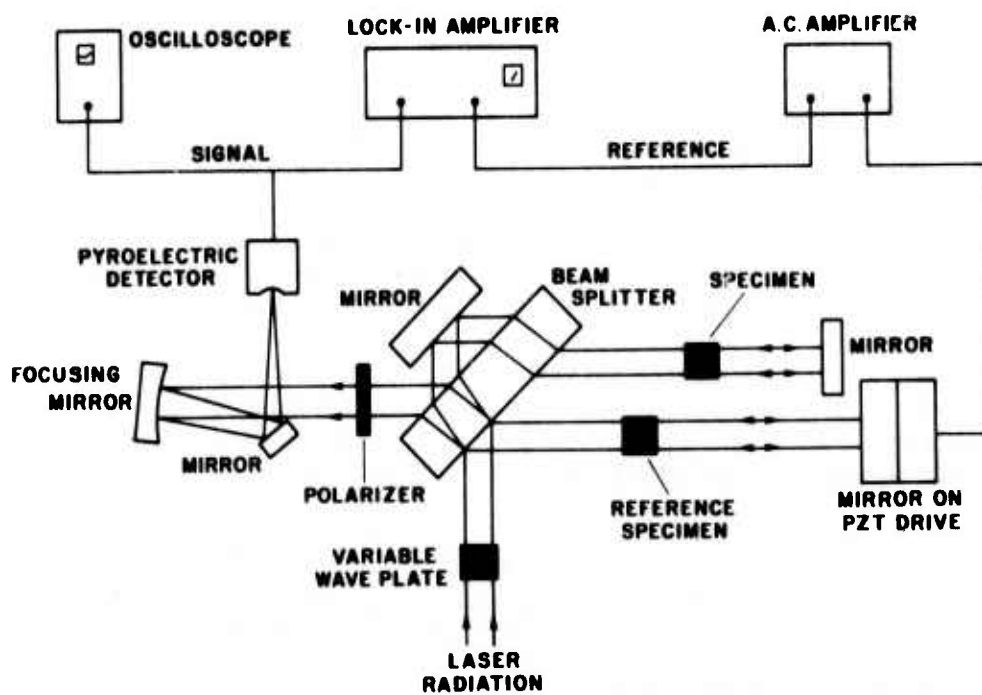 OSCILLOSCOPE
LOCK-IN AMPLIFIER
A.C. AMPLIFIER
SIGNAL
REFERENCE
PYROELECTRIC
DETECTOR
MIRROR
BEAM
SPLITTER
SPECIMEN
MIRROR
FOCUSING
MIRROR
MIRROR
POLARIZER
REFERENCE
SPECIMEN
MIRROR ON
PZT DRIVE
VARIABLE
WAVE PLATE
LASER
RADIATION